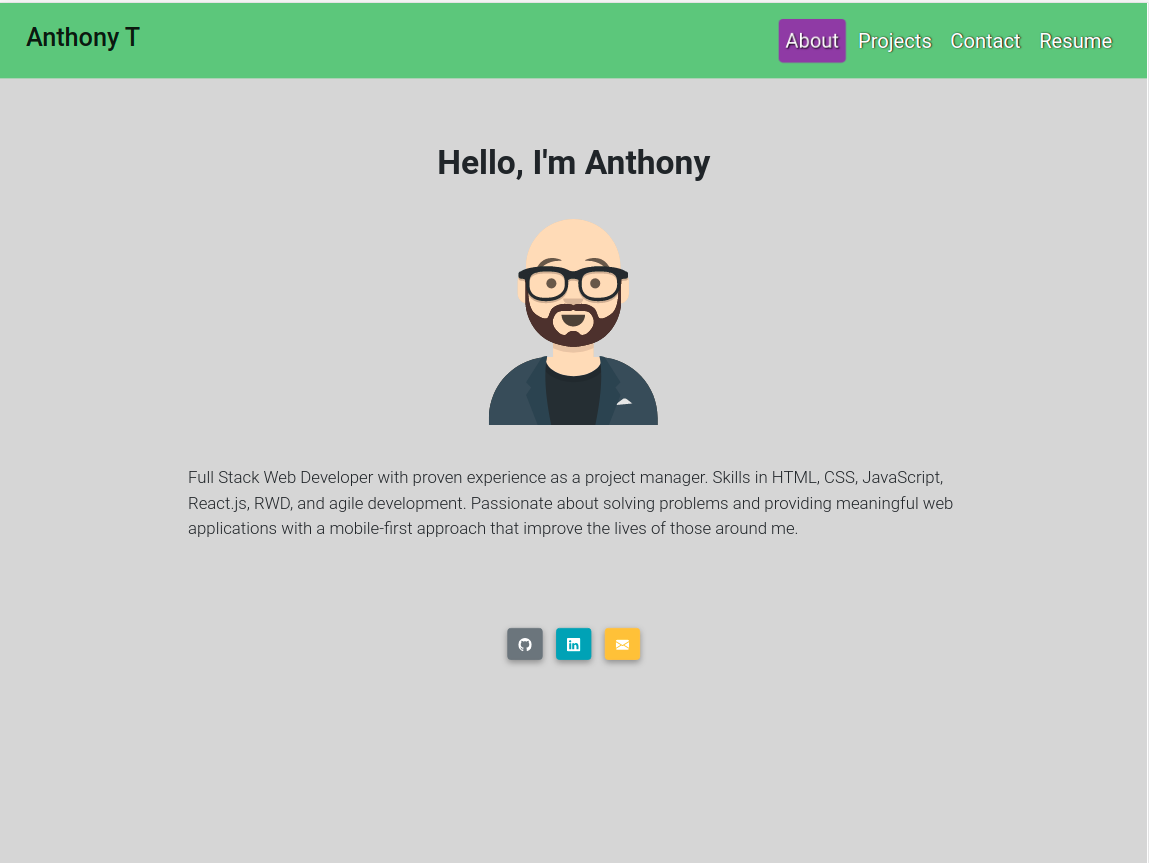 Anthony T
About Projects Contact Resume
Hello, I'm Anthony
Full Stack Web Developer with proven experience as a project manager. Skills in HTML, CSS, JavaScript,
React.js, RWD, and agile development. Passionate about solving problems and providing meaningful web
applications with a mobile-first approach that improve the lives of those around me.